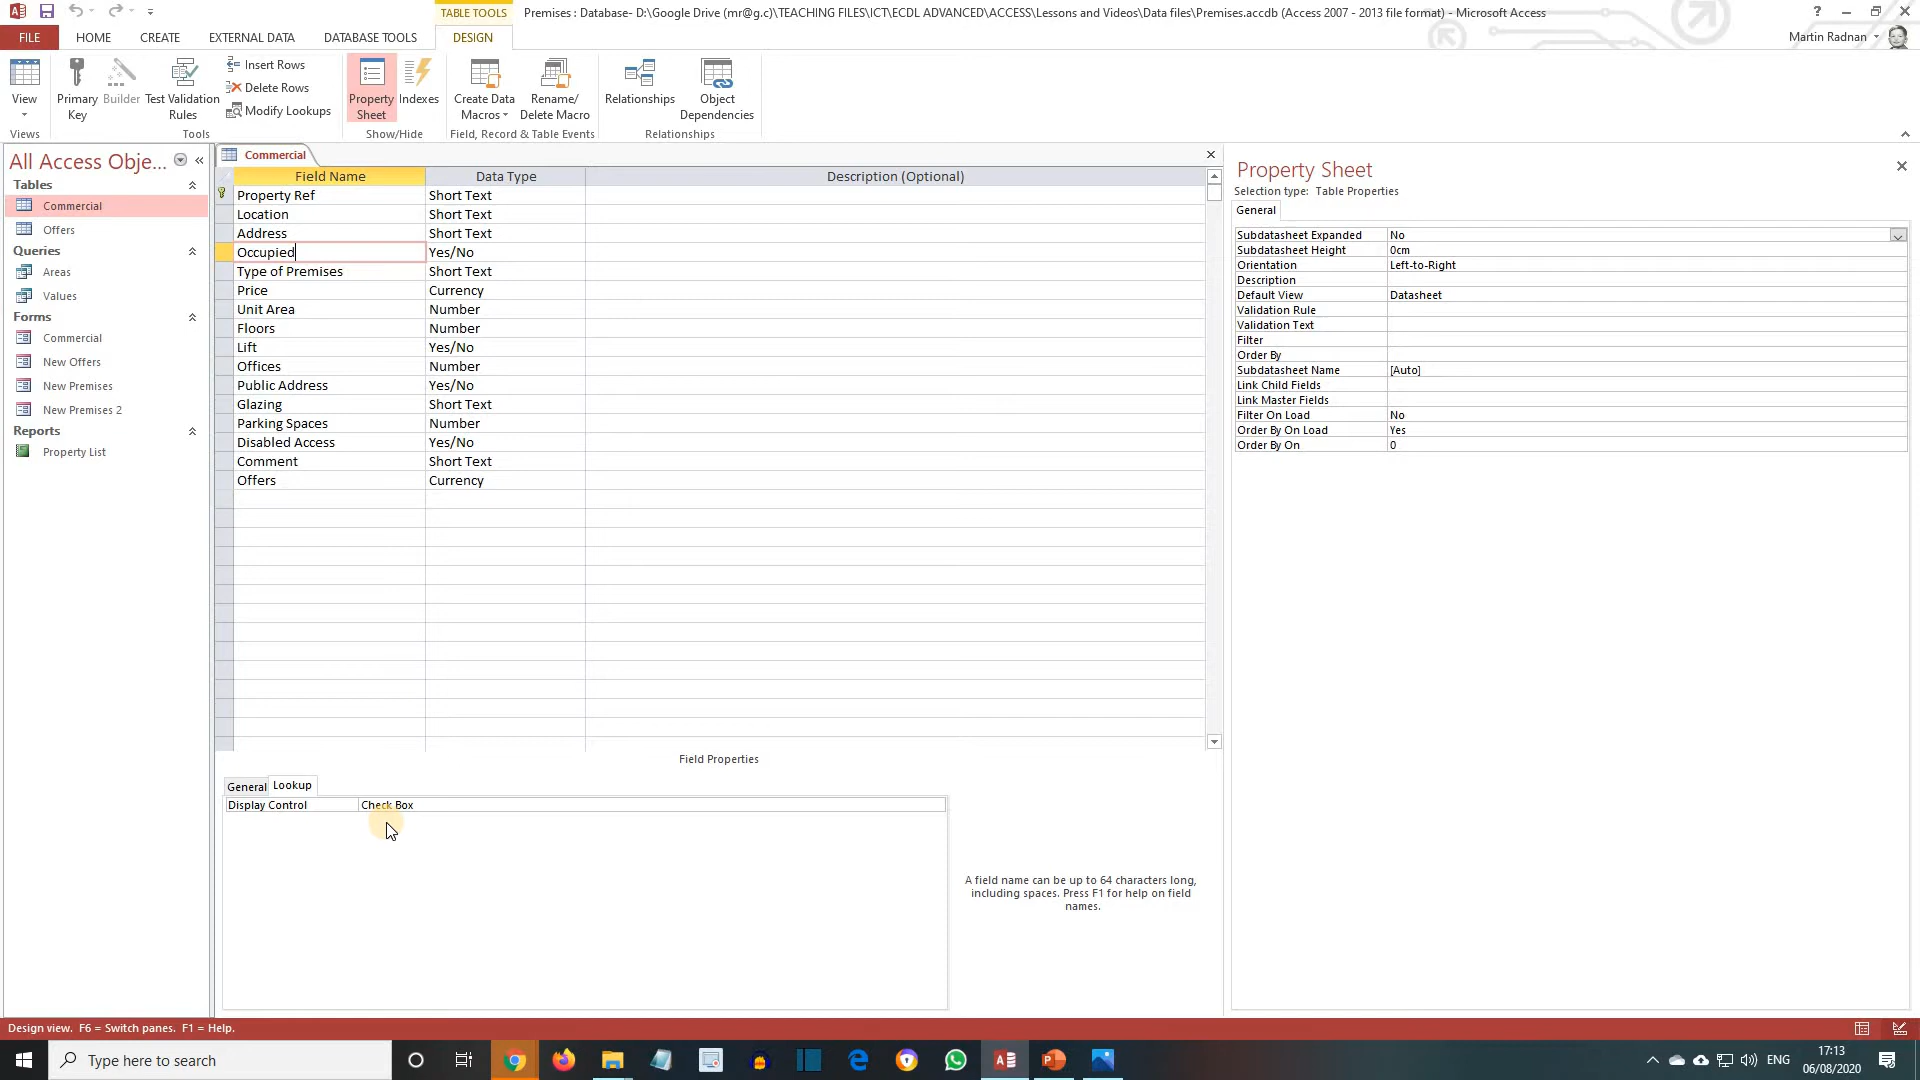 TABLE TOOLS
Premises : Database- D:\Google Drive (mr@g.c)\TEACHING FILES\ICT\ECDL ADVANCED\ACCESS\Lessons and Videos\Data files\Premises.accdb (Access 2007 - 2013 file format) - Microsoft Access
?
FILE HOME CREATE EXTERNAL DATA DATABASE TOOLS DESIGN
Martin Radnan
View
Primary Key
Builder
Test Validation Rules
Insert Rows
Delete Rows
Modify Lookups
Property Sheet
Indexes
Create Data Macros
Rename/ Delete Macro
Relationships
Object Dependencies
Views Tools Show/Hide Field, Record & Table Events Relationships
All Access Obje...
Tables
Commercial
Offers
Queries
Areas
Values
Forms
Commercial
New Offers
New Premises
New Premises 2
Reports
Property List
Commercial
Field Name Data Type Description (Optional)
Property Ref Short Text
Location Short Text
Address Short Text
Occupied Yes/No
Type of Premises Short Text
Price Currency
Unit Area Number
Floors Number
Lift Yes/No
Offices Number
Public Address Yes/No
Glazing Short Text
Parking Spaces Number
Disabled Access Yes/No
Comment Short Text
Offers Currency
Field Properties
General Lookup
Display Control Check Box
A field name can be up to 64 characters long,
including spaces. Press F1 for help on field
names.
Property Sheet
Selection type: Table Properties
General
Subdatasheet Expanded No
Subdatasheet Height 0cm
Orientation Left-to-Right
Description
Default View Datasheet
Validation Rule
Validation Text
Filter
Order By
Subdatasheet Name [Auto]
Link Child Fields
Link Master Fields
Filter On Load No
Order By On Load Yes
Order By On 0
Design view. F6 = Switch panes. F1 = Help.
Type here to search
ENG
17:13
06/08/2020